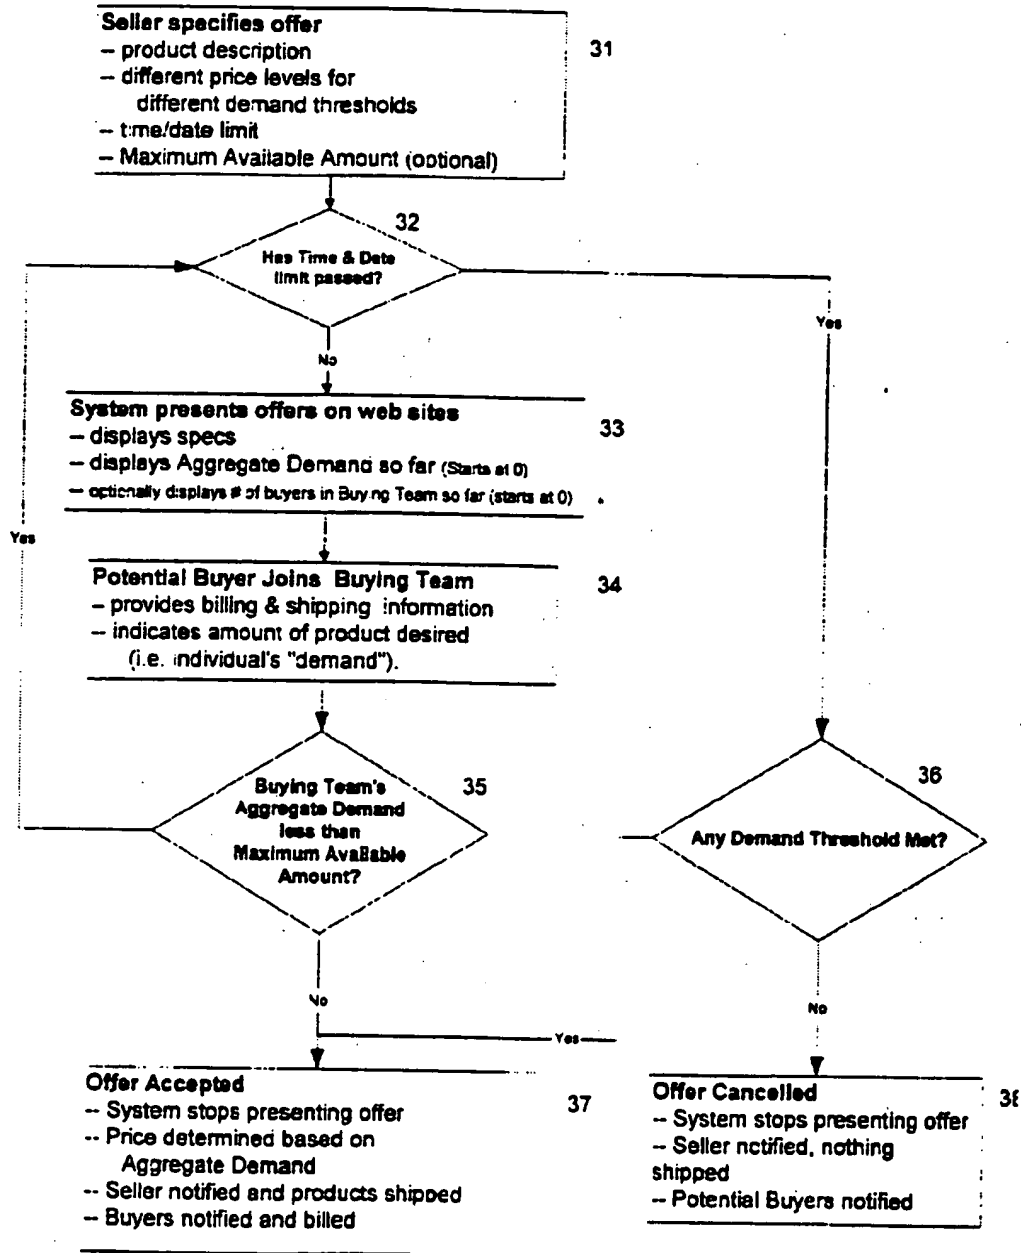 Seller specifies offer
-- product description
-- different price levels for
different demand thresholds
-- time/date limit
-- Maximum Available Amount (optional)
31
32
Has Time & Date
limit passed?
Yes
No
System presents offers on web sites
-- displays specs
-- displays Aggregate Demand so far (Starts at 0)
-- optionally displays # of buyers in Buying Team so far (starts at 0)
33
Yes
Potential Buyer Joins Buying Team
-- provides billing & shipping information
-- indicates amount of product desired
(i.e. individual's "demand").
34
35
Buying Team's
Aggregate Demand
less than
Maximum Available
Amount?
36
Any Demand Threshold Met?
No
No
Yes
Offer Accepted
-- System stops presenting offer
-- Price determined based on
Aggregate Demand
-- Seller notified and products shipped
-- Buyers notified and billed
37
Offer Cancelled
-- System stops presenting offer
-- Seller notified, nothing
shipped
-- Potential Buyers notified
38